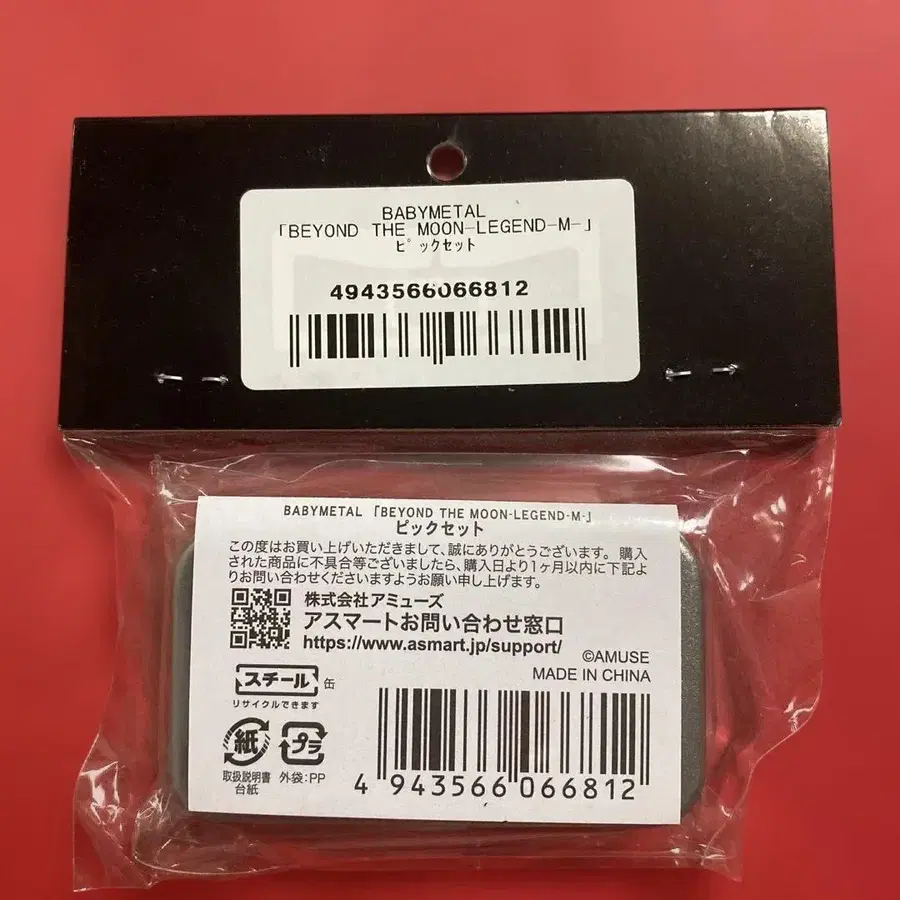 BABYMETAL
「BEYOND THE MOON-LEGEND-M-」
ピックセット
4943566066812
BABYMETAL 「BEYOND THE MOON-LEGEND-M-」
ピックセット
この度はお買い上げいただきまして、誠にありがとうございます。 購入
された商品に不具合等ございましたら、購入日より1ヶ月以内に下記よ
りお問い合わせくださいますようお願い申し上げます。
株式会社アミューズ
アスマートお問い合わせ窓口
https://www.asmart.jp/support/
©AMUSE
MADE IN CHINA
スチール 缶
リサイクルできます
紙 プラ
取扱説明書 外袋:PP
台紙
4 943566 066812